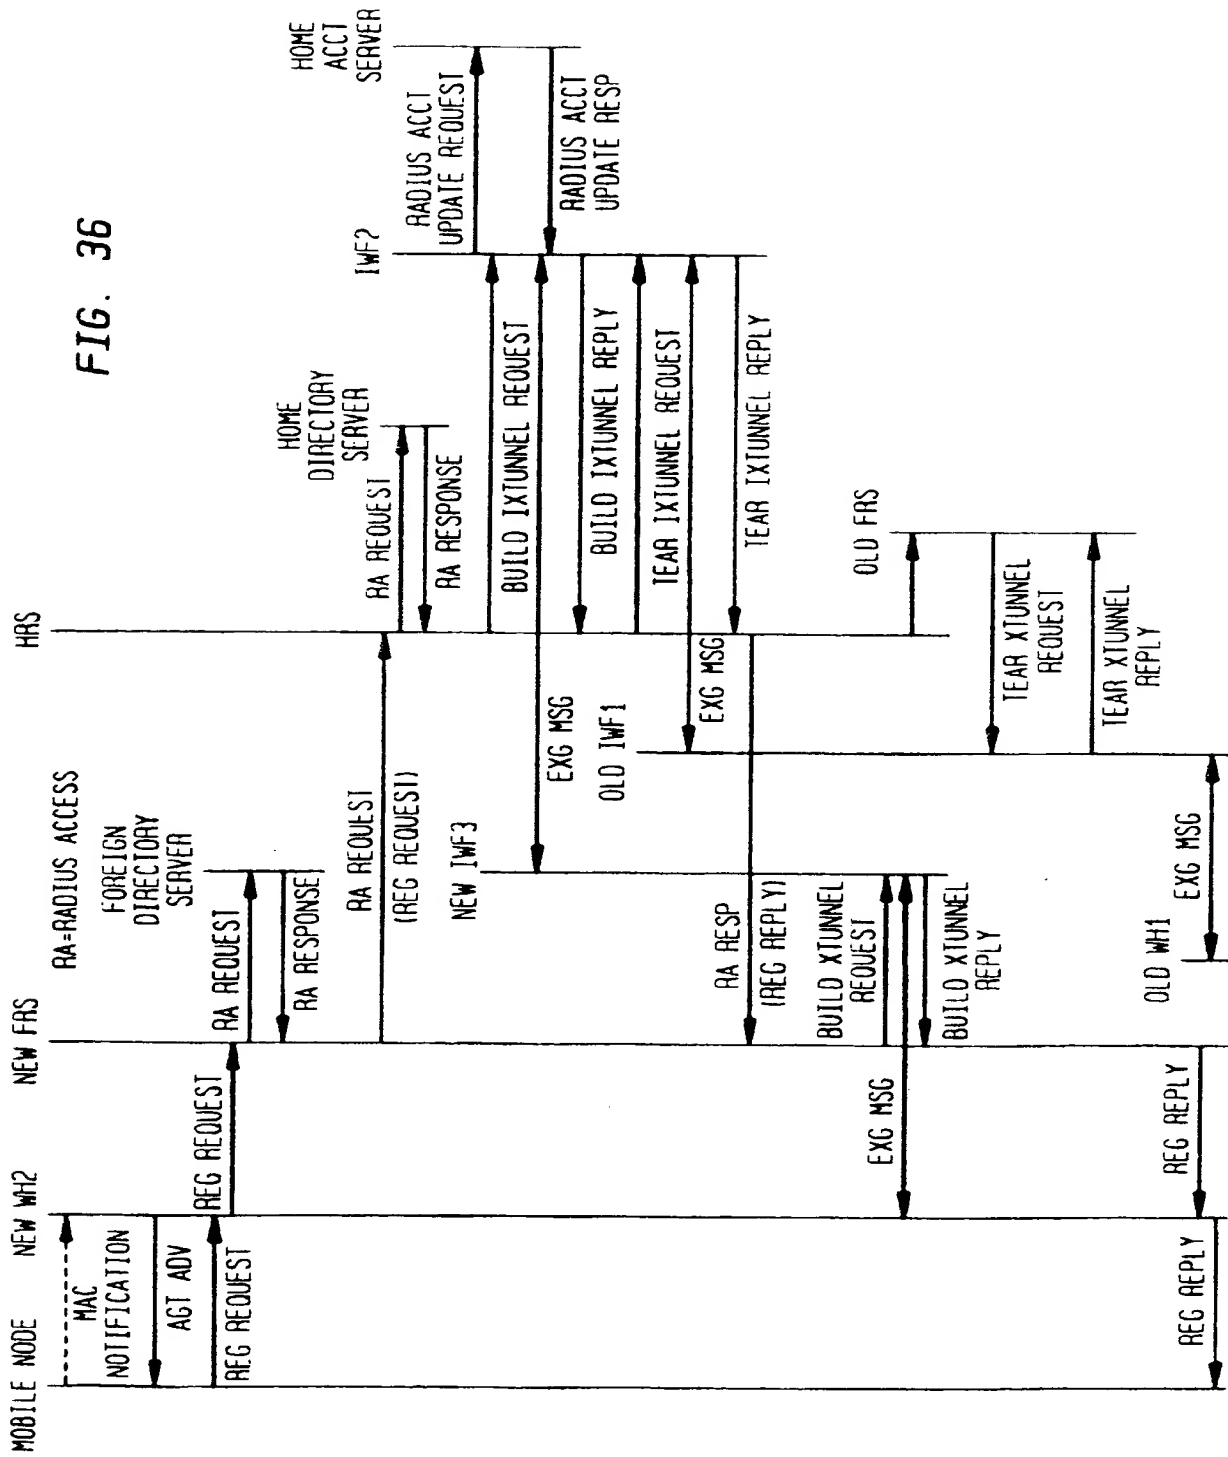 FIG. 36
MOBILE NODE
NEW WH2
NEW FRS
RA=RADIUS ACCESS
FOREIGN
DIRECTORY
SERVER
HRS
HOME
DIRECTORY
SERVER
IWF2
HOME
ACCT
SERVER
MAC
NOTIFICATION
AGT ADV
REG REQUEST
REG REQUEST
RA REQUEST
RA RESPONSE
RA REQUEST
(REG REQUEST)
RA REQUEST
RA RESPONSE
RADIUS ACCT
UPDATE REQUEST
RADIUS ACCT
UPDATE RESP
BUILD IXTUNNEL REQUEST
NEW IWF3
EXG MSG
BUILD IXTUNNEL REPLY
OLD IWF1
TEAR IXTUNNEL REQUEST
EXG MSG
TEAR IXTUNNEL REPLY
RA RESP
(REG REPLY)
BUILD XTUNNEL
REQUEST
EXG MSG
BUILD XTUNNEL
REPLY
OLD FRS
TEAR XTUNNEL
REQUEST
TEAR XTUNNEL
REPLY
OLD WH1
EXG MSG
REG REPLY
REG REPLY